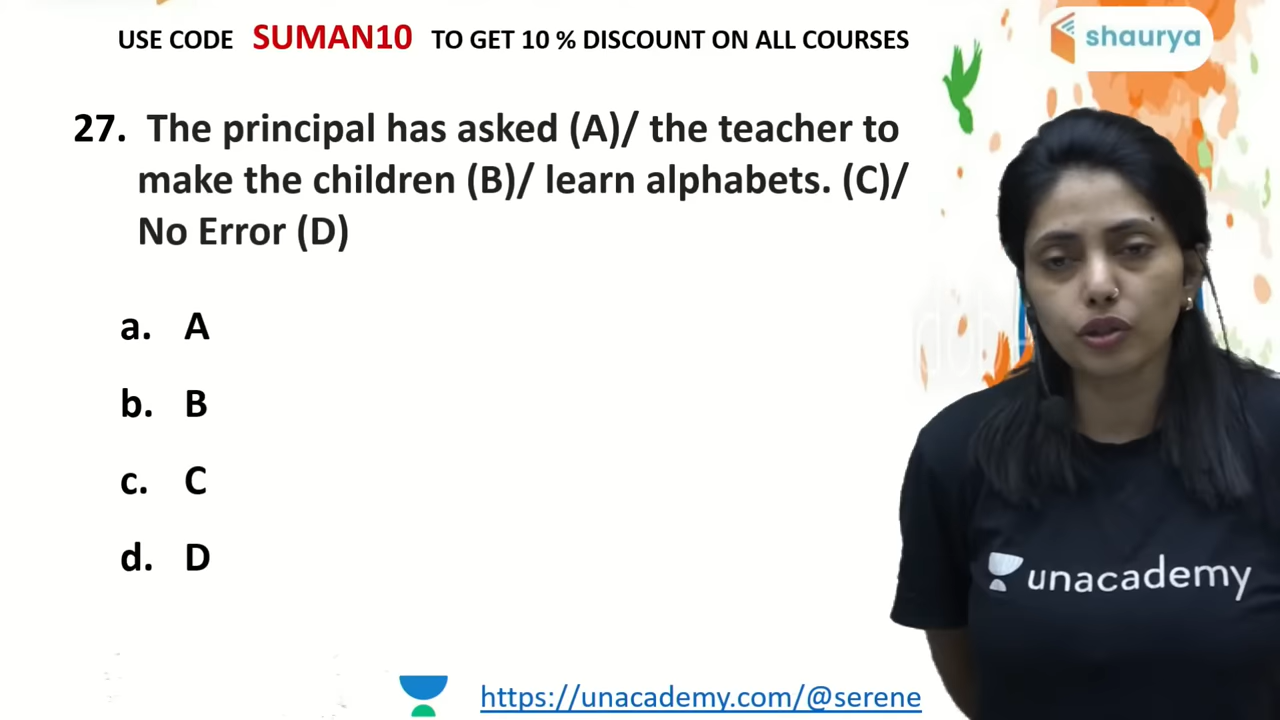 USE CODE SUMAN10 TO GET 10 % DISCOUNT ON ALL COURSES
shaurya
27. The principal has asked (A)/ the teacher to
make the children (B)/ learn alphabets. (C)/
No Error (D)
a. A
b. B
c. C
d. D
unacademy
https://unacademy.com/@serene